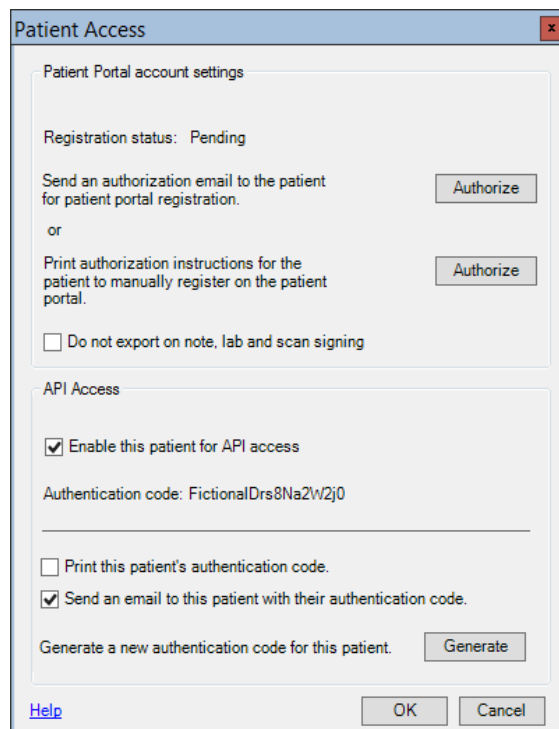 Patient Access
x
Patient Portal account settings
Registration status: Pending
Send an authorization email to the patient
for patient portal registration.
Authorize
or
Print authorization instructions for the
patient to manually register on the patient
portal.
Authorize
Do not export on note, lab and scan signing
API Access
Enable this patient for API access
Authentication code: FictionalDrs8Na2W2j0
Print this patient's authentication code.
Send an email to this patient with their authentication code.
Generate a new authentication code for this patient.
Generate
Help
OK
Cancel